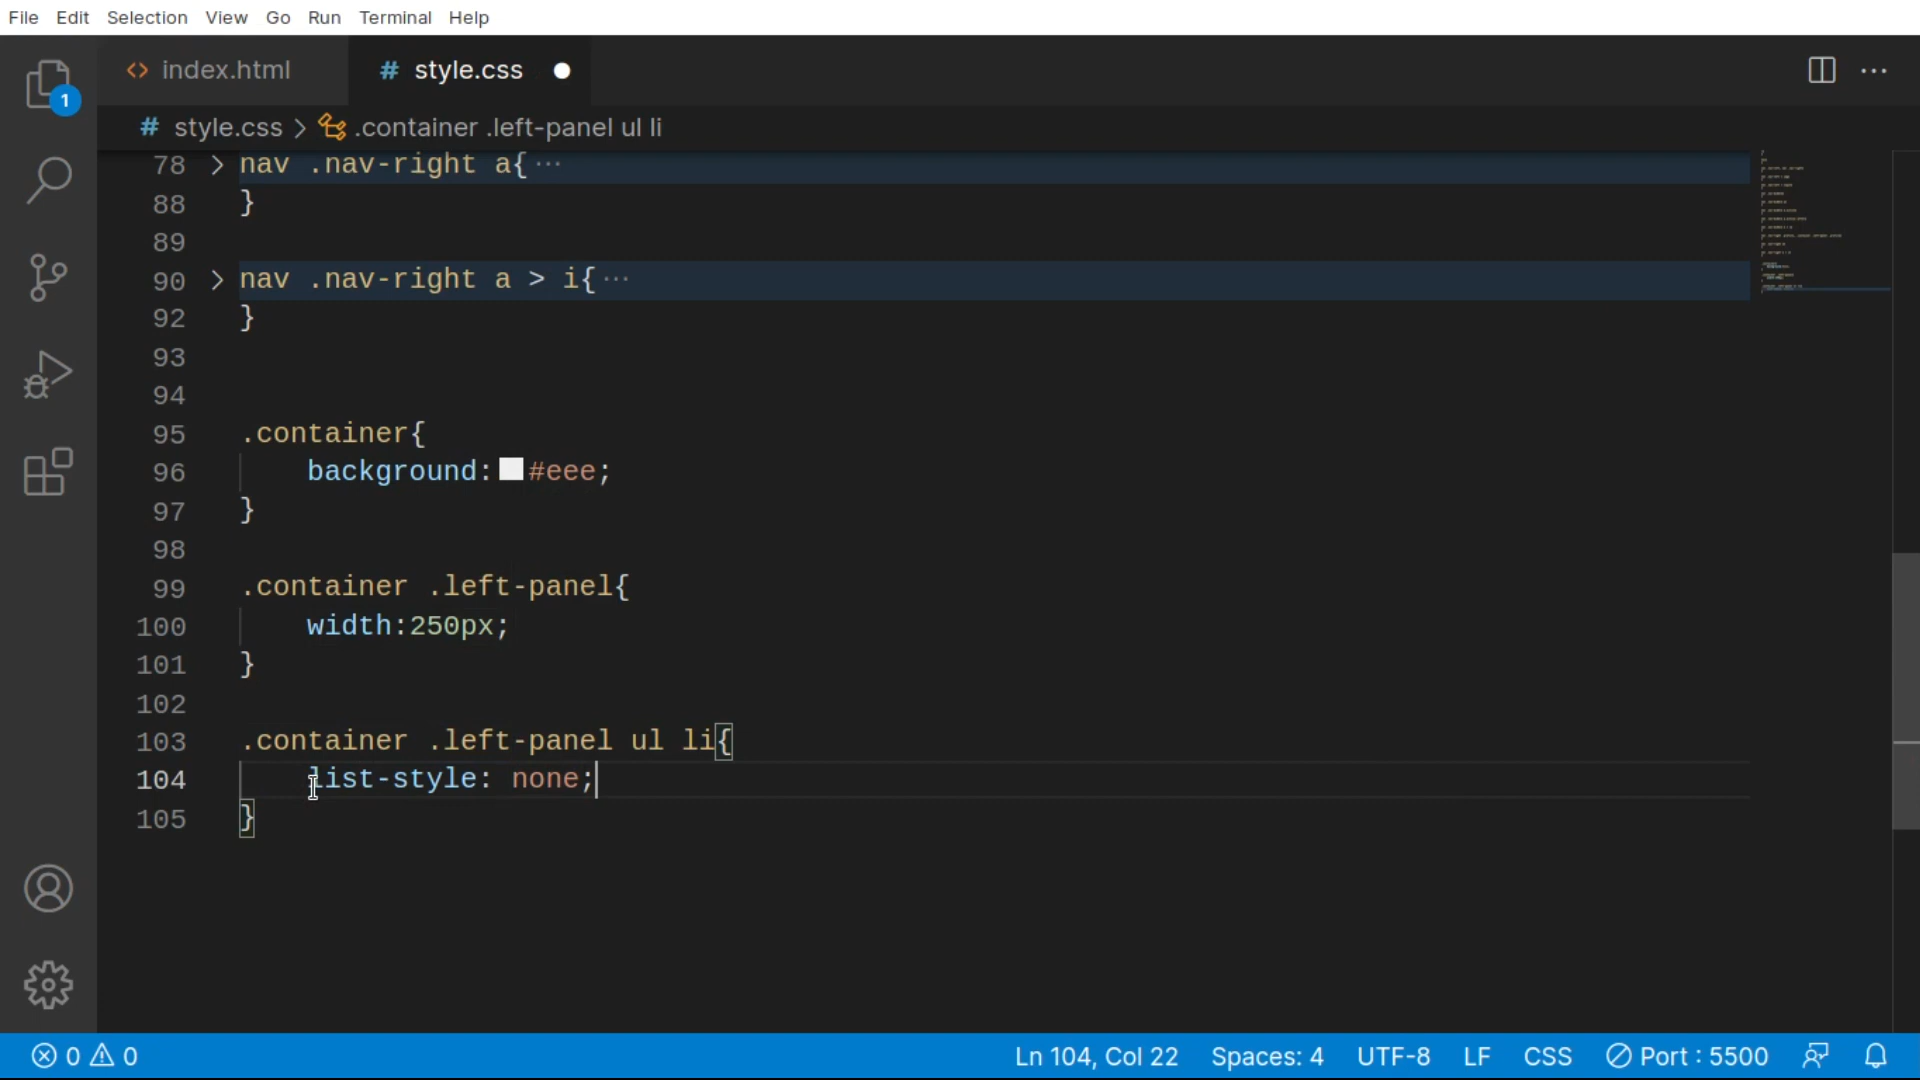 File Edit Selection View Go Run Terminal Help
<> index.html # style.css
# style.css > .container .left-panel ul li
78 > nav .nav-right a{ ···
88 }
89
90 > nav .nav-right a > i{ ···
92 }
93
94
95 .container{
96 background: #eee;
97 }
98
99 .container .left-panel{
100 width:250px;
101 }
102
103 .container .left-panel ul li{
104 list-style: none;
105 }
1
0 0 Ln 104, Col 22 Spaces: 4 UTF-8 LF CSS Port : 5500